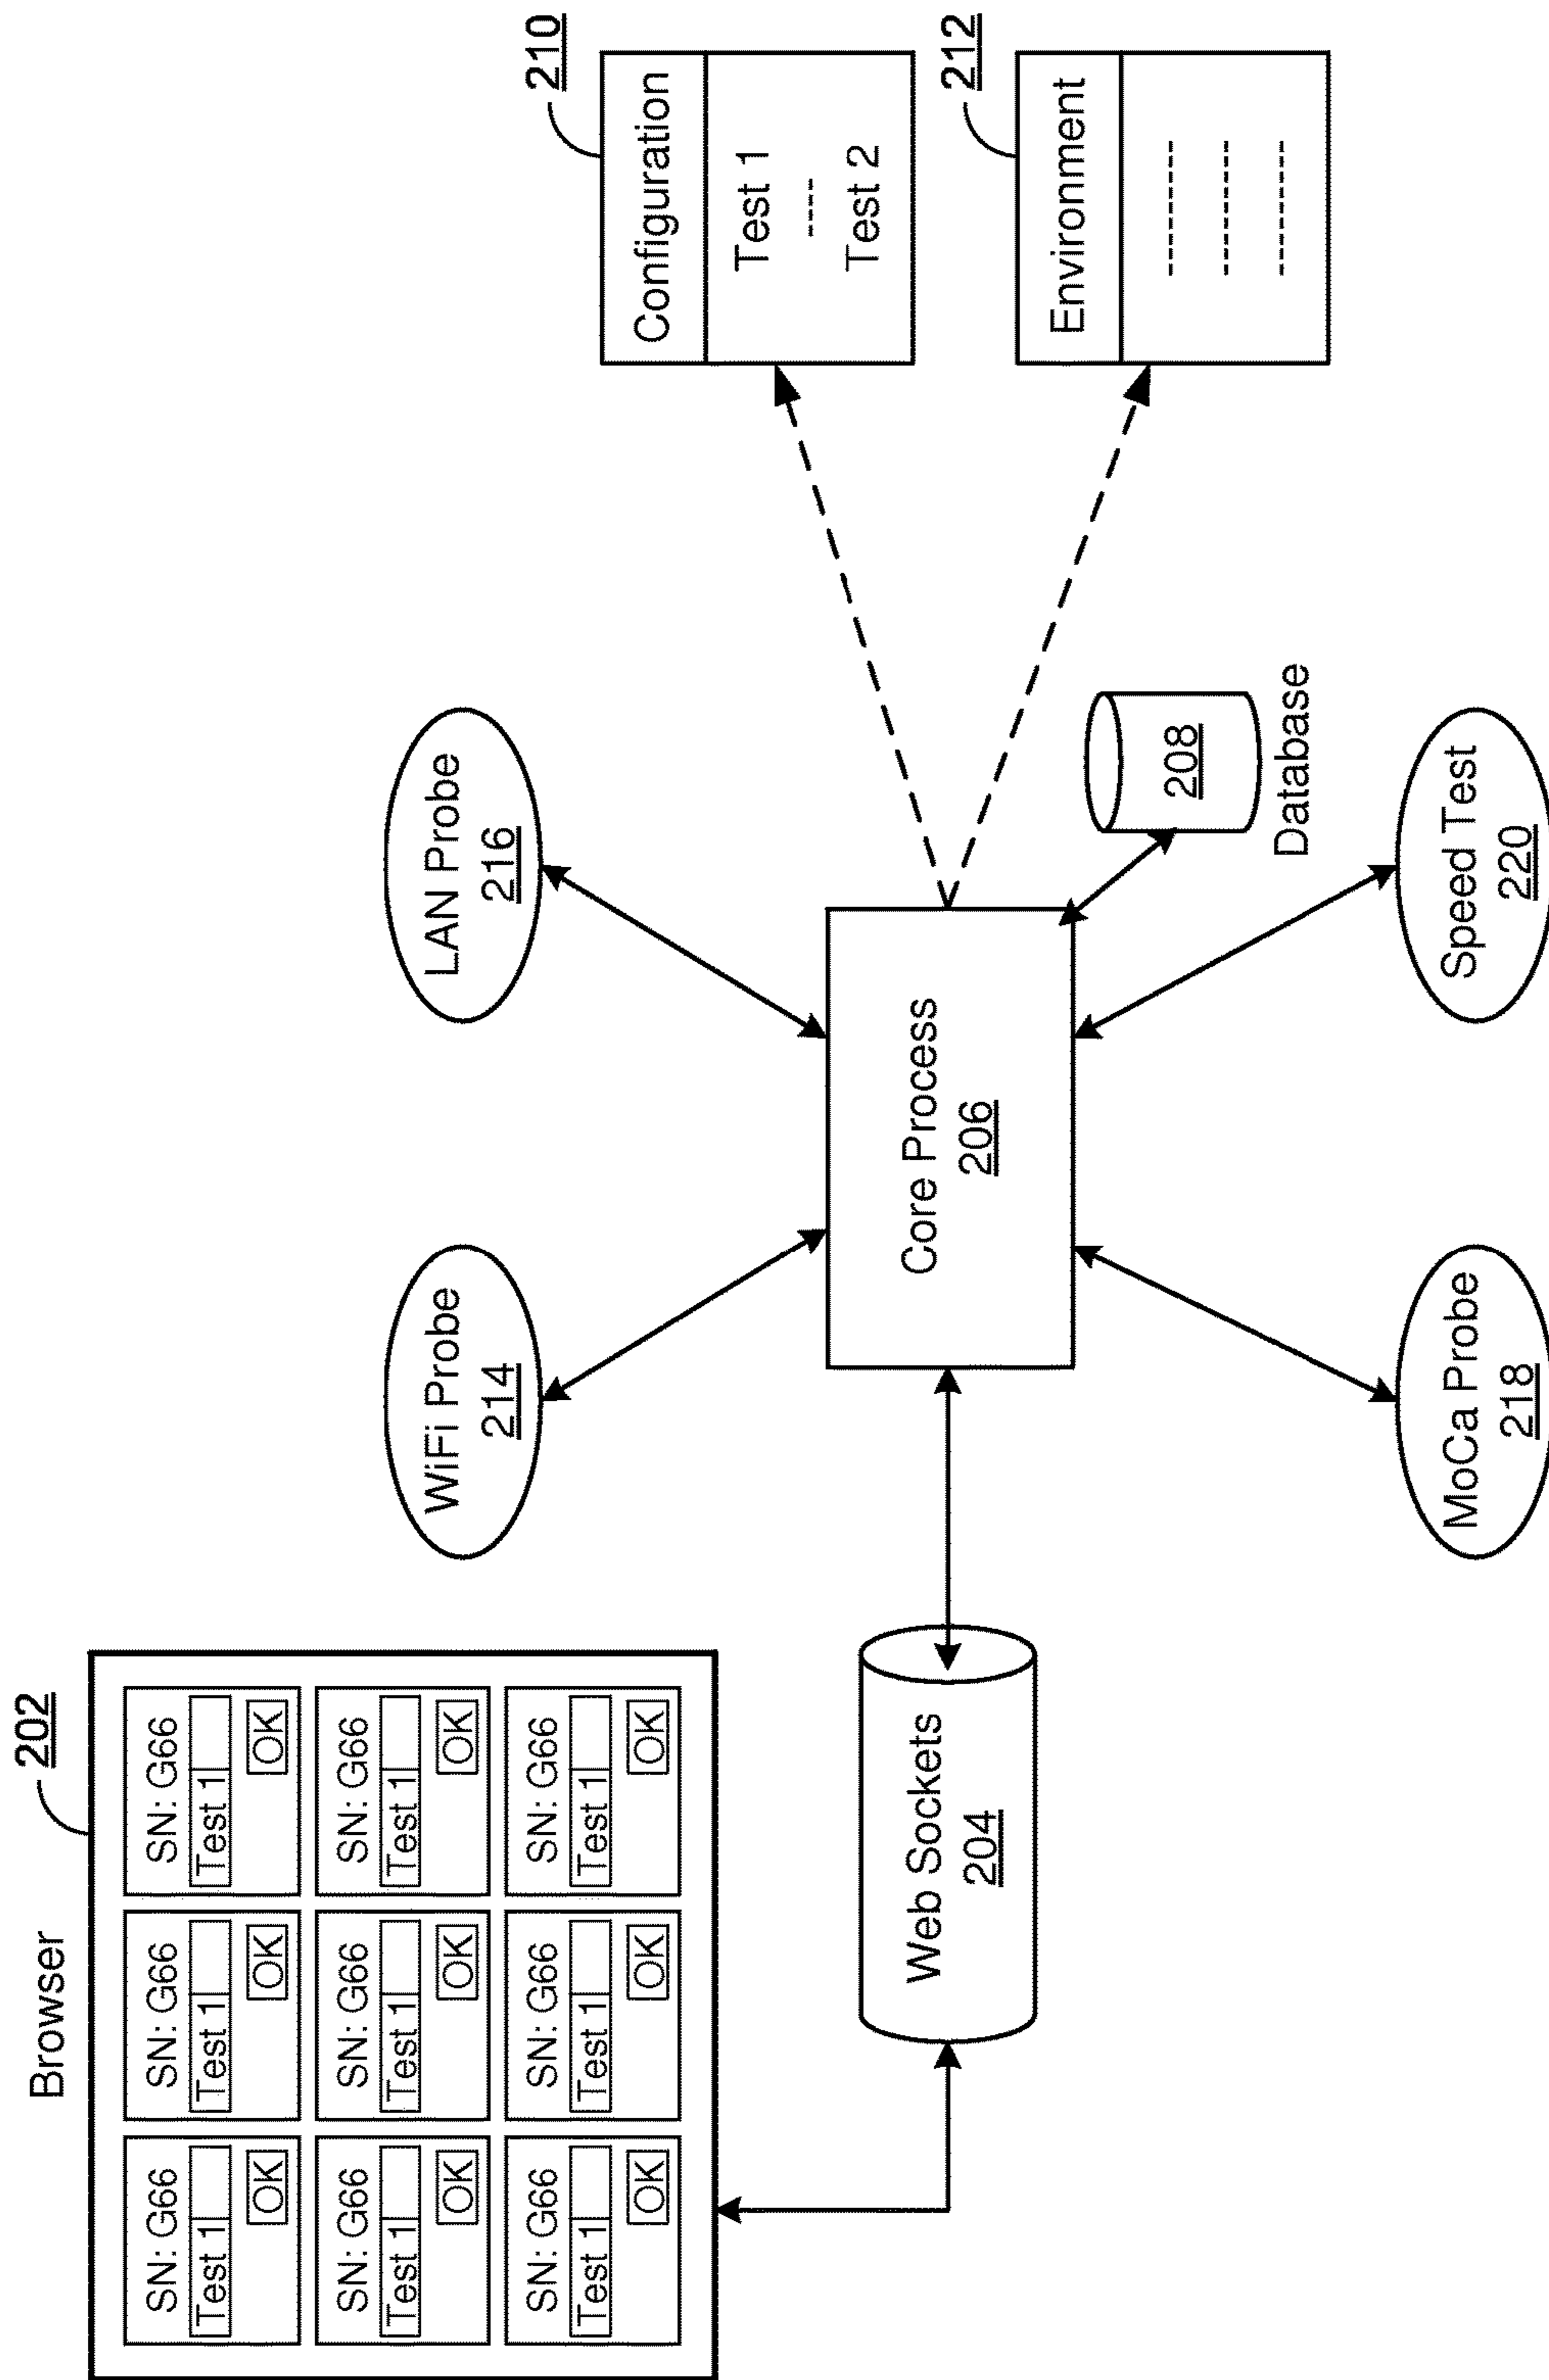 Browser
202
SN: G66
Test 1
OK
SN: G66
Test 1
OK
SN: G66
Test 1
OK
SN: G66
Test 1
OK
SN: G66
Test 1
OK
SN: G66
Test 1
OK
SN: G66
Test 1
OK
SN: G66
Test 1
OK
SN: G66
Test 1
OK
WiFi Probe
214
LAN Probe
216
210
Configuration
Test 1
----
Test 2
Web Sockets
204
Core Process
206
208
Database
212
Environment
MoCa Probe
218
Speed Test
220